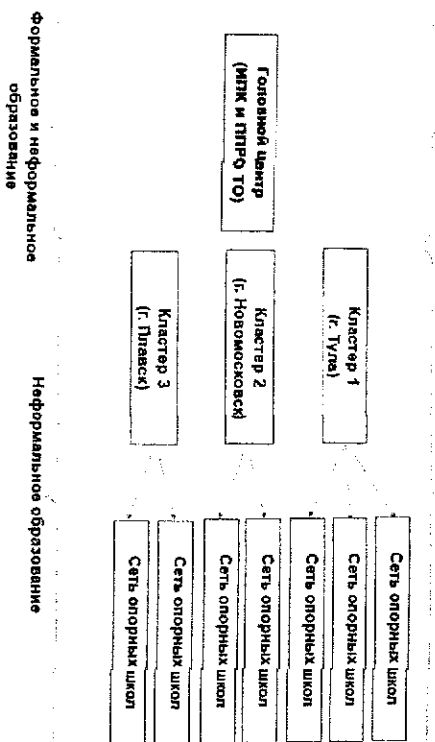 Головной центр
(ИПК и ППРО ТО)
Кластер 1
(г. Тула)
Кластер 2
(г. Новомосковск)
Кластер 3
(г. Плавск)
Сеть опорных школ
Сеть опорных школ
Сеть опорных школ
Сеть опорных школ
Сеть опорных школ
Сеть опорных школ
Сеть опорных школ
Формальное и неформальное
образование
Неформальное образование